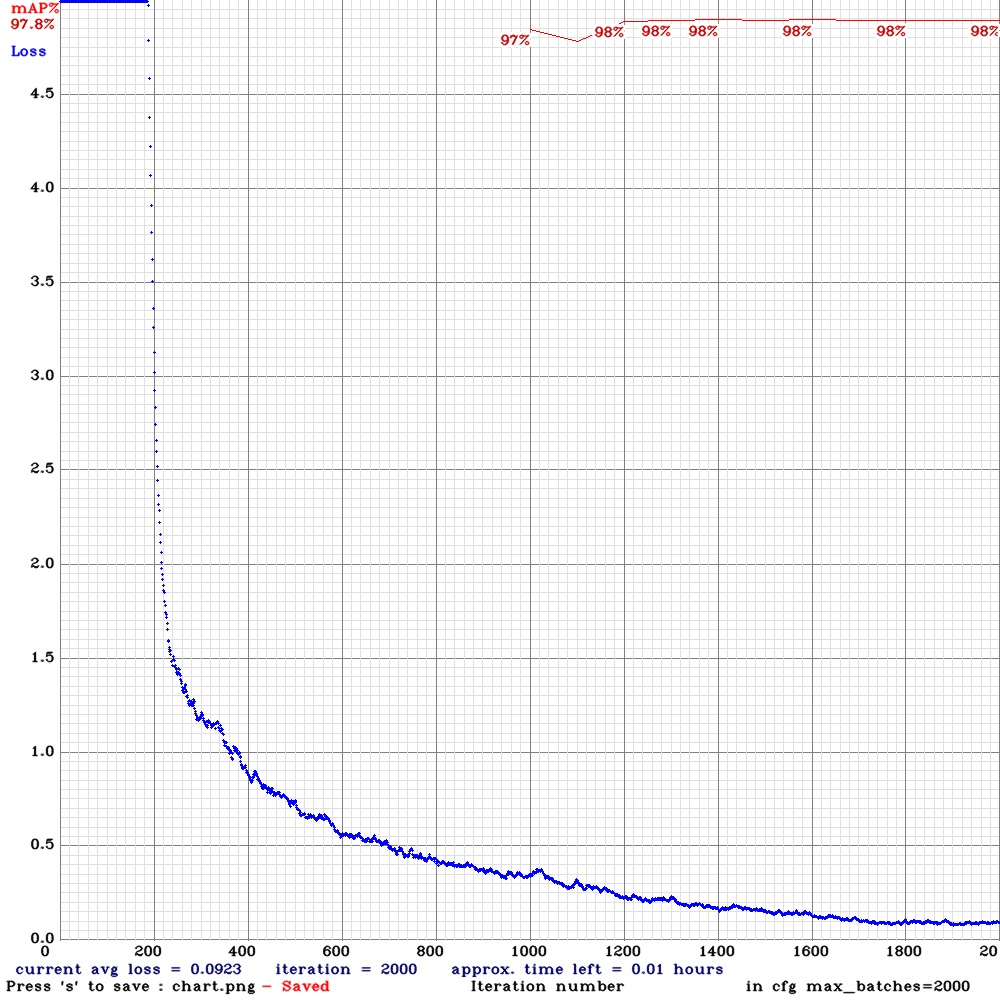 mAP%
97.8%
Loss
97% 98% 98% 98% 98% 98% 98%
4.5
4.0
3.5
3.0
2.5
2.0
1.5
1.0
0.5
0.0
0 200 400 600 800 1000 1200 1400 1600 1800 20
current avg loss = 0.0923 iteration = 2000 approx. time left = 0.01 hours
Press 's' to save : chart.png - Saved Iteration number in cfg max_batches=2000